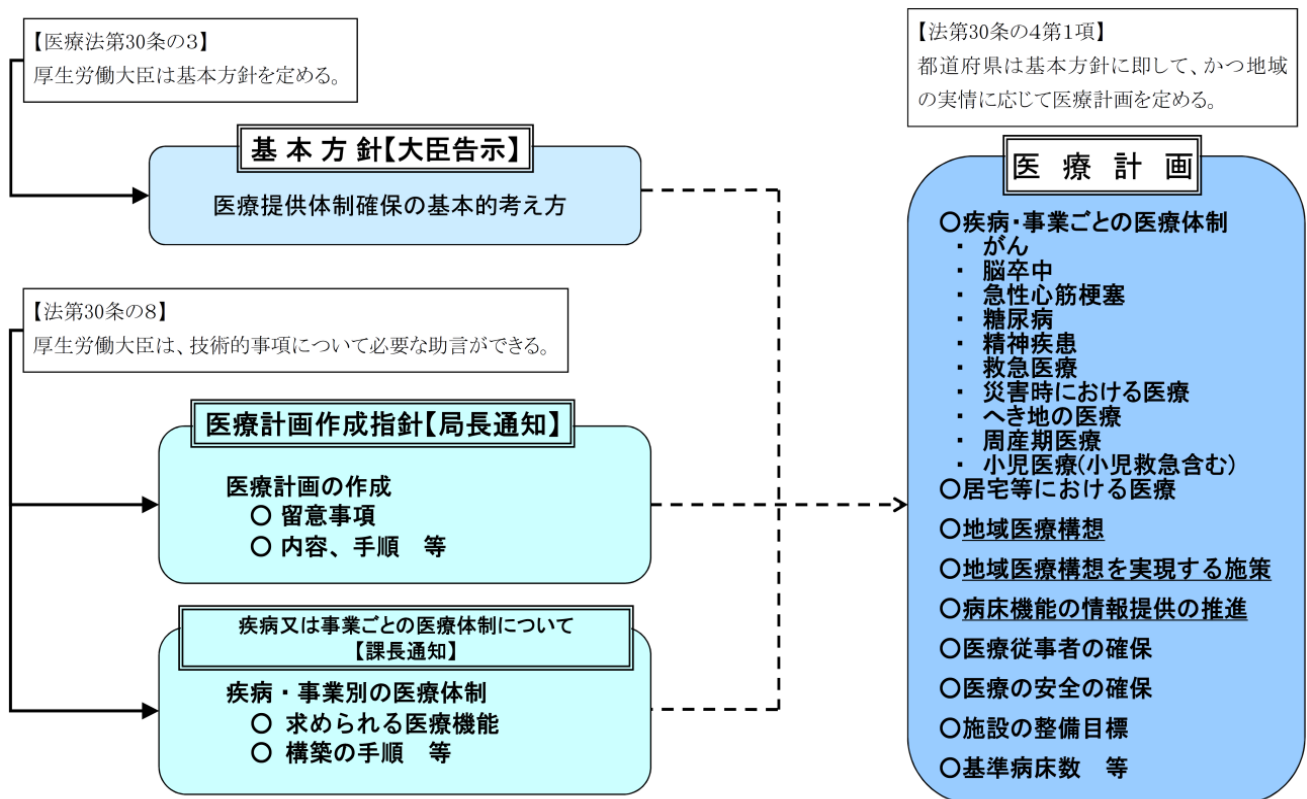 【医療法第30条の3】
厚生労働大臣は基本方針を定める。
基 本 方 針【大臣告示】
医療提供体制確保の基本的考え方
【法第30条の8】
厚生労働大臣は、技術的事項について必要な助言ができる。
医療計画作成指針【局長通知】
医療計画の作成
○ 留意事項
○ 内容、手順　等
疾病又は事業ごとの医療体制について
【課長通知】
疾病・事業別の医療体制
○ 求められる医療機能
○ 構築の手順　等
【法第30条の4第1項】
都道府県は基本方針に即して、かつ地域
の実情に応じて医療計画を定める。
医 療 計 画
○疾病・事業ごとの医療体制
・ がん
・ 脳卒中
・ 急性心筋梗塞
・ 糖尿病
・ 精神疾患
・ 救急医療
・ 災害時における医療
・ へき地の医療
・ 周産期医療
・ 小児医療(小児救急含む)
○居宅等における医療
○地域医療構想
○地域医療構想を実現する施策
○病床機能の情報提供の推進
○医療従事者の確保
○医療の安全の確保
○施設の整備目標
○基準病床数　等